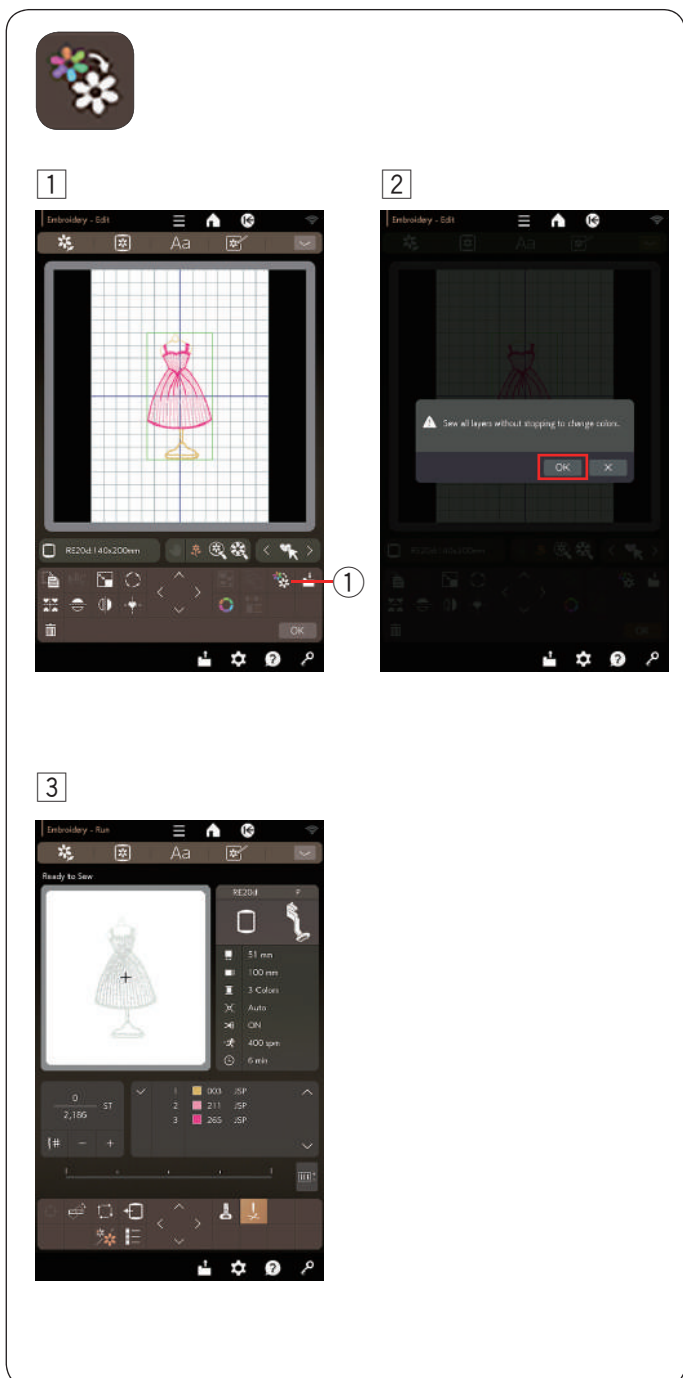 1
2
Embroidery - Edit
Aa
RE20d:140x200mm
ABC
OK
1
Embroidery - Edit
Aa
Sew all layers without stopping to change colors.
OK
X
RE20d:140x200mm
OK
3
Embroidery - Run
Aa
Ready to Sew
RE20d P
51 mm
100 mm
3 Colors
Auto
ON
400 spm
6 min
0
2,186
ST
1 003 JSP
2 211 JSP
3 265 JSP
# - +